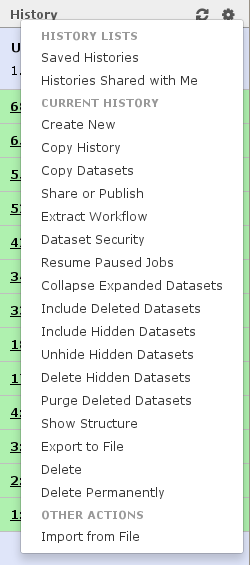 History
HISTORY LISTS
Saved Histories
Histories Shared with Me
CURRENT HISTORY
Create New
Copy History
Copy Datasets
Share or Publish
Extract Workflow
Dataset Security
Resume Paused Jobs
Collapse Expanded Datasets
Include Deleted Datasets
Include Hidden Datasets
Unhide Hidden Datasets
Delete Hidden Datasets
Purge Deleted Datasets
Show Structure
Export to File
Delete
Delete Permanently
OTHER ACTIONS
Import from File